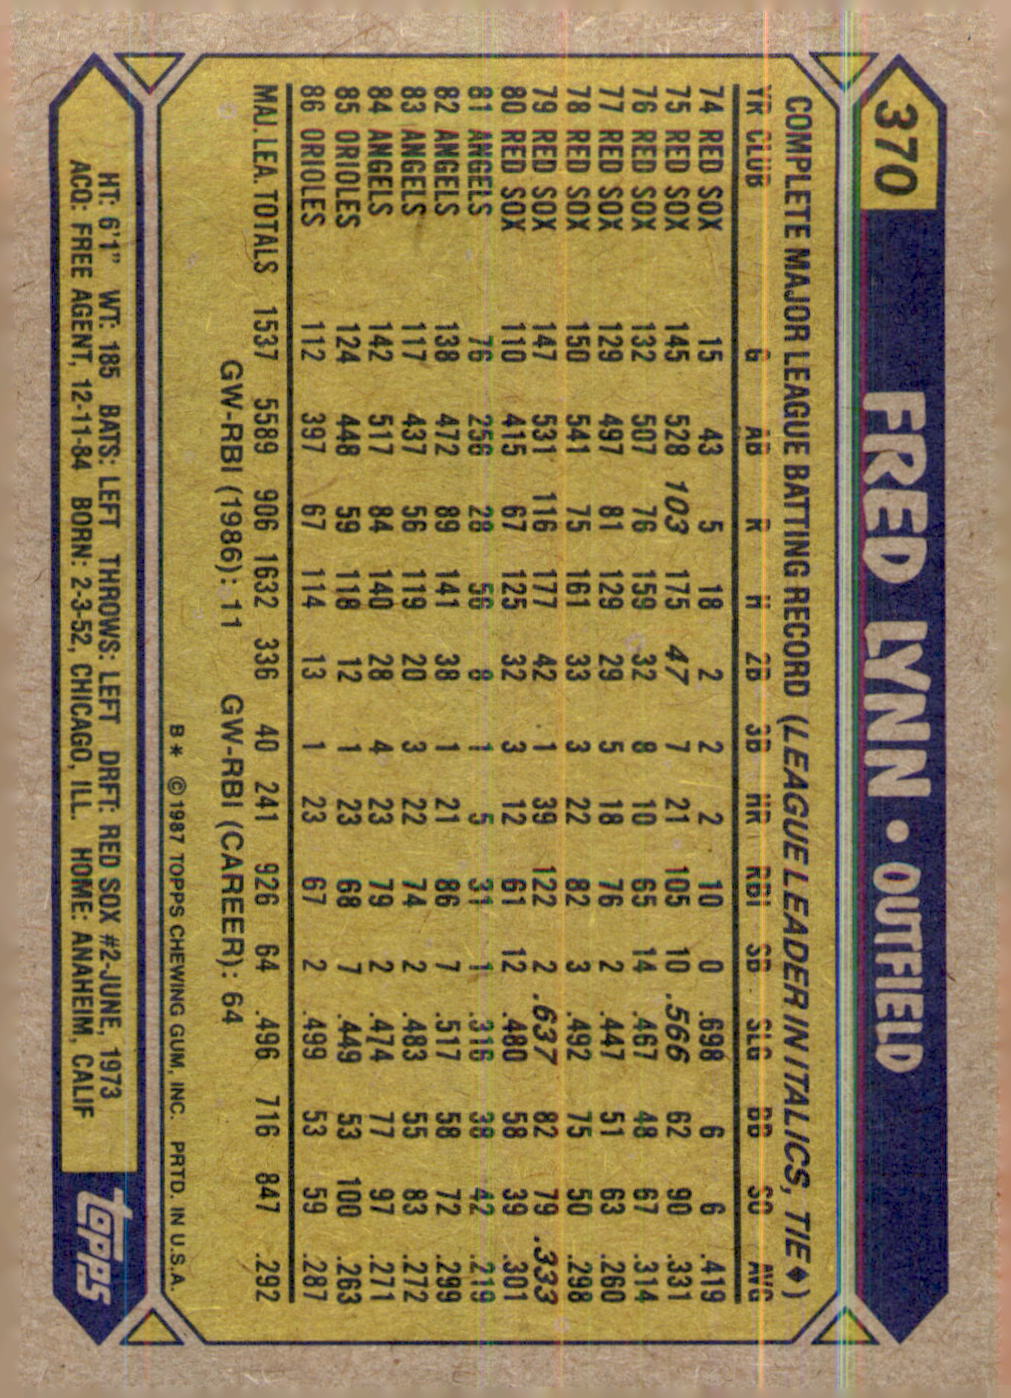 370 FRED LYNN • OUTFIELD
COMPLETE MAJOR LEAGUE BATTING RECORD (LEAGUE LEADER IN ITALICS, TIE ♦)
YR CLUB G AB R H 2B 3B HR RBI SB SLG BB SO AVG
74 RED SOX 15 43 5 18 2 2 2 10 0 .698 6 6 .419
75 RED SOX 145 528 103 175 47 7 21 105 10 .566 62 90 .331
76 RED SOX 132 507 76 159 32 8 10 65 14 .467 48 67 .314
77 RED SOX 129 497 81 129 29 5 18 76 2 .447 51 63 .260
78 RED SOX 150 541 75 161 33 3 22 82 3 .492 75 50 .298
79 RED SOX 147 531 116 177 42 1 39 122 2 .637 82 79 .333
80 RED SOX 110 415 67 125 32 3 12 61 12 .480 58 39 .301
81 ANGELS 76 256 28 56 8 1 5 31 1 .316 38 42 .219
82 ANGELS 138 472 89 141 38 1 21 86 7 .517 58 72 .299
83 ANGELS 117 437 56 119 20 3 22 74 2 .483 55 83 .272
84 ANGELS 142 517 84 140 28 4 23 79 2 .474 77 97 .271
85 ORIOLES 124 448 59 118 12 1 23 68 7 .449 53 100 .263
86 ORIOLES 112 397 67 114 13 1 23 67 2 .499 53 59 .287
MAJ. LEA. TOTALS 1537 5589 906 1632 336 40 241 926 64 .496 716 847 .292
GW-RBI (1986): 11 GW-RBI (CAREER): 64
B* ©1987 TOPPS CHEWING GUM, INC. PRTD. IN U.S.A.
HT: 6'1" WT: 185 BATS: LEFT THROWS: LEFT DRFT: RED SOX #2-JUNE, 1973
ACQ: FREE AGENT, 12-11-84 BORN: 2-3-52, CHICAGO, ILL. HOME: ANAHEIM, CALIF
topps